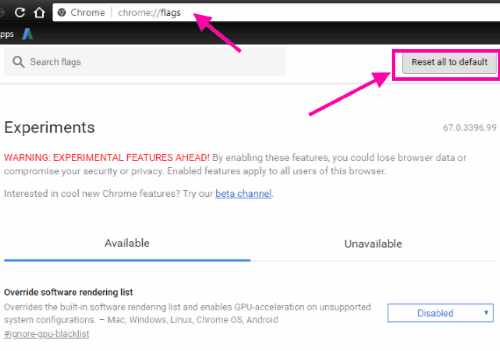 Chrome | chrome://flags
pps
Search flags
Reset all to default
Experiments
67.0.3396.99
WARNING: EXPERIMENTAL FEATURES AHEAD! By enabling these features, you could lose browser data or
compromise your security or privacy. Enabled features apply to all users of this browser.
Interested in cool new Chrome features? Try our beta channel.
Available
Unavailable
Override software rendering list
Overrides the built-in software rendering list and enables GPU-acceleration on unsupported
system configurations. – Mac, Windows, Linux, Chrome OS, Android
#ignore-gpu-blacklist
Disabled